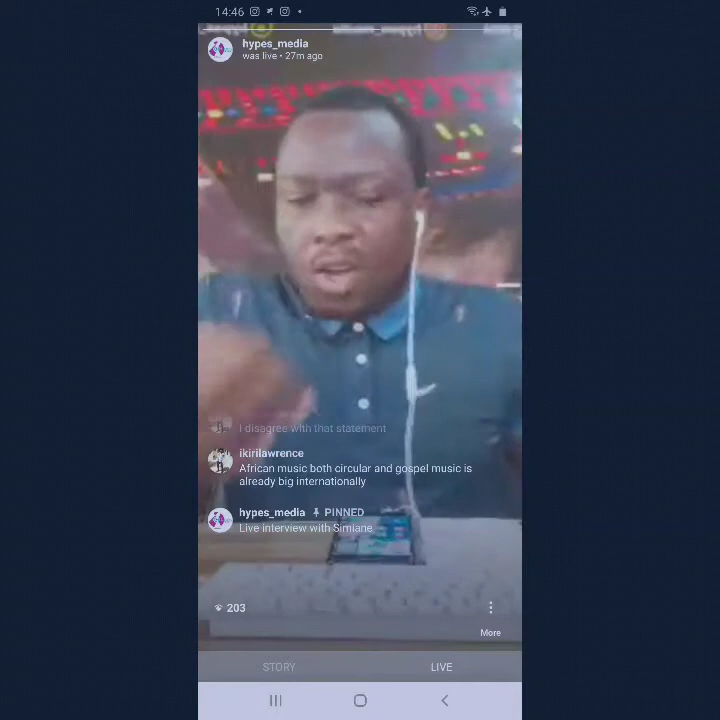 14:46
hypes_media
was live • 27m ago
I disagree with that statement
ikirilawrence
African music both circular and gospel music is
already big internationally
hypes_media PINNED
Live interview with Simiane
203
More
STORY LIVE